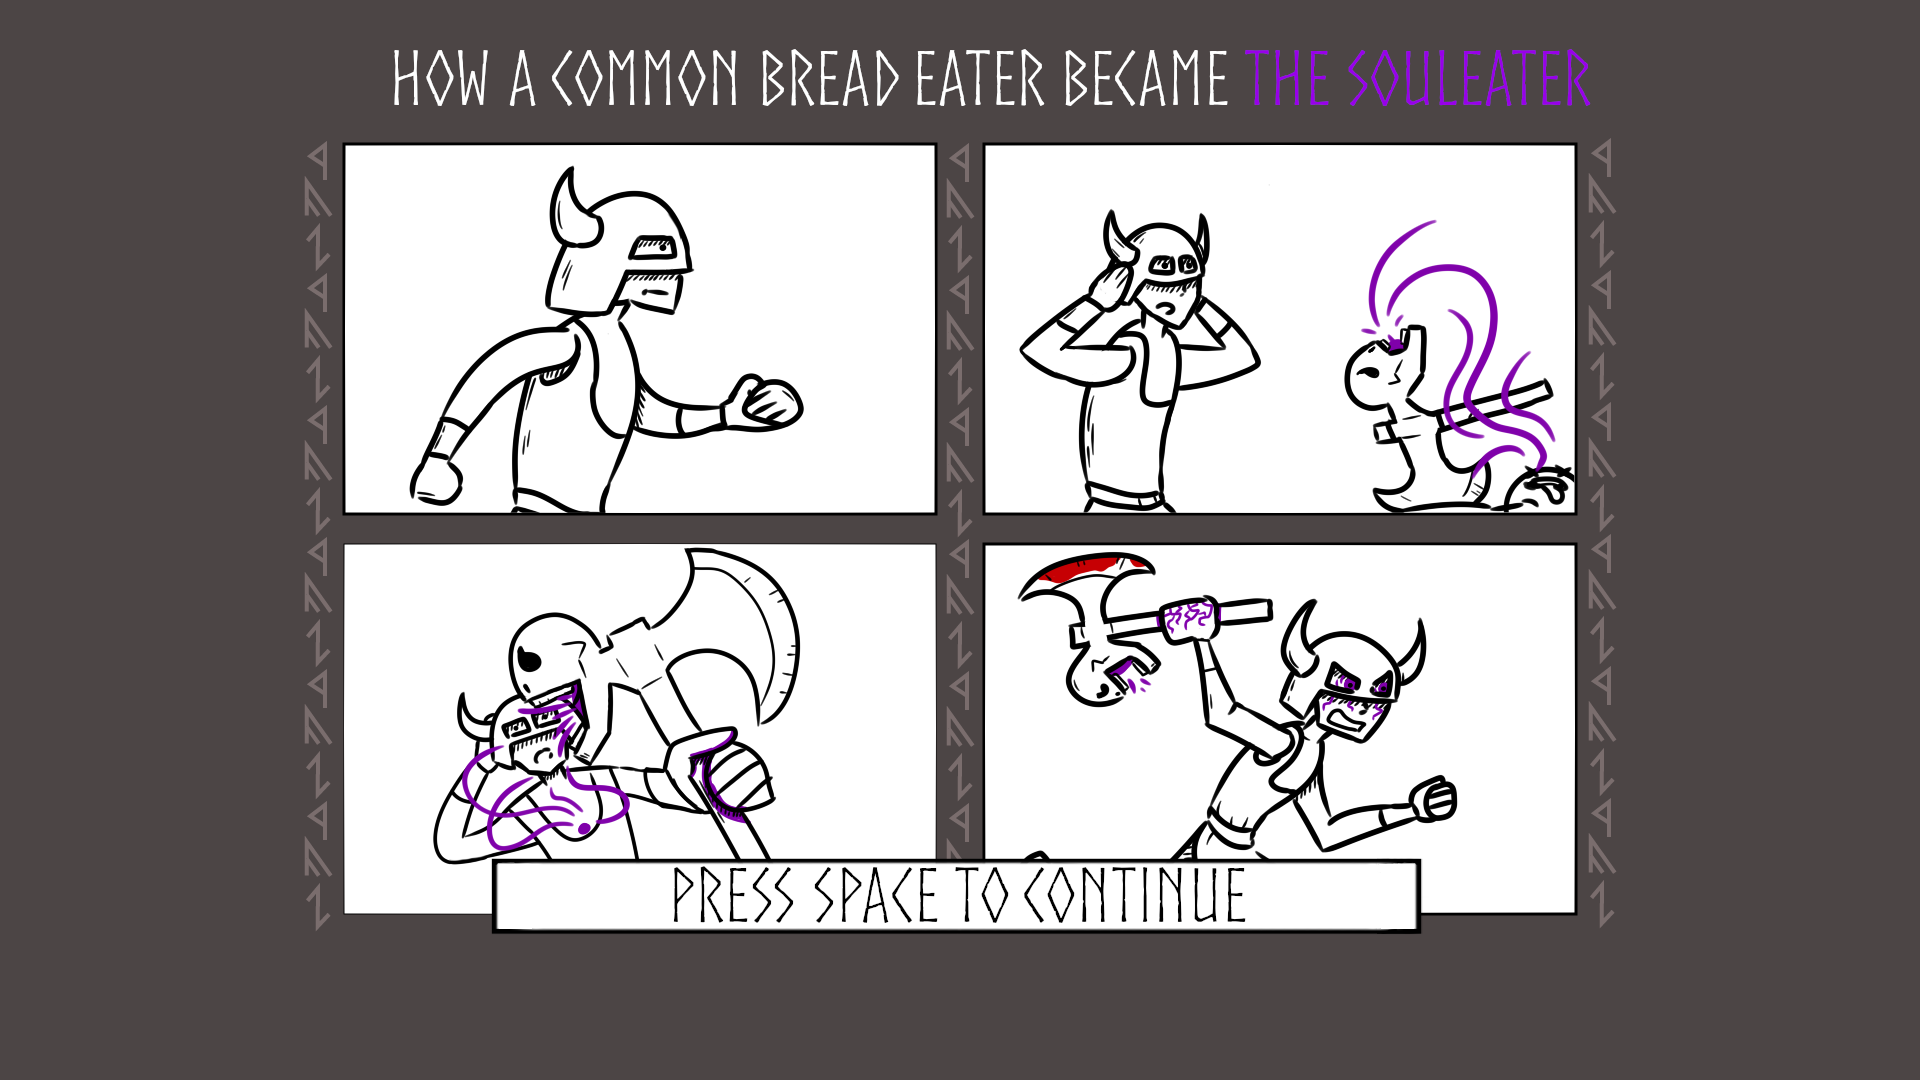 HOW A COMMON BREAD EATER BECAME THE SOULEATER
PRESS SPACE TO CONTINUE